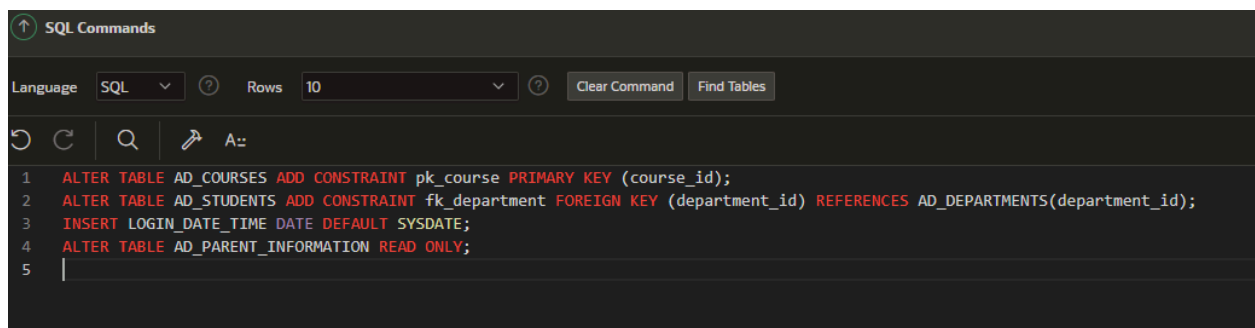 SQL Commands
Language SQL Rows 10 Clear Command Find Tables
A::
1 ALTER TABLE AD_COURSES ADD CONSTRAINT pk_course PRIMARY KEY (course_id);
2 ALTER TABLE AD_STUDENTS ADD CONSTRAINT fk_department FOREIGN KEY (department_id) REFERENCES AD_DEPARTMENTS(department_id);
3 INSERT LOGIN_DATE_TIME DATE DEFAULT SYSDATE;
4 ALTER TABLE AD_PARENT_INFORMATION READ ONLY;
5